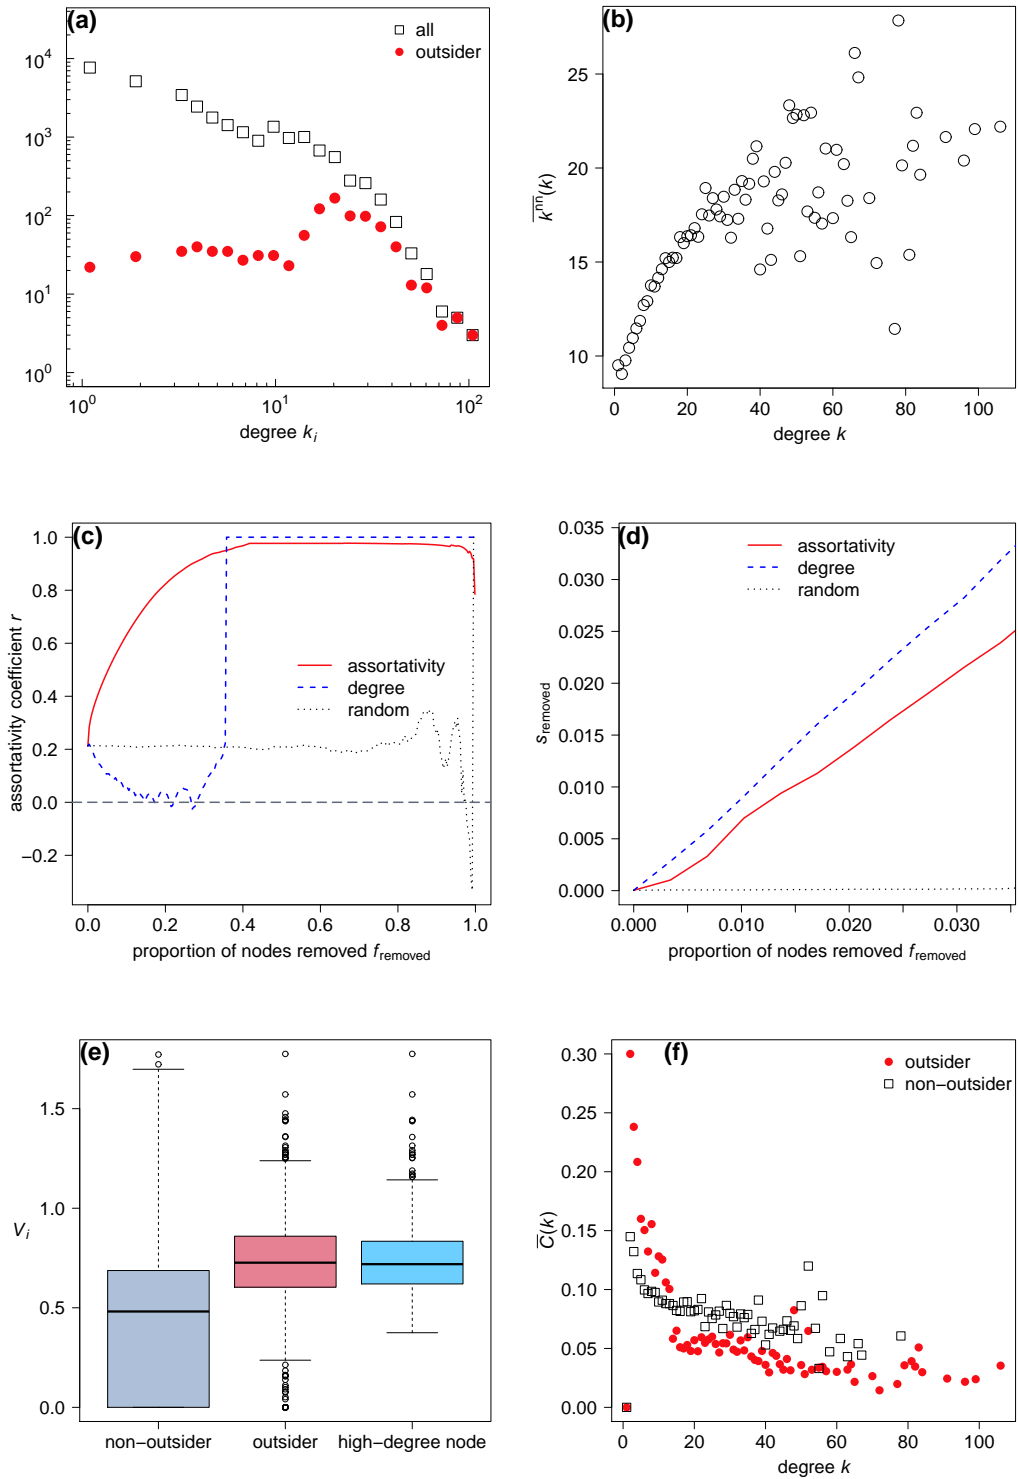 (a)
all
outsider
10^4
10^3
10^2
10^1
10^0
10^0
10^1
10^2
degree k_i
(b)
25
20
15
10
k^nn(k)
0 20 40 60 80 100
degree k
(c)
1.0
0.8
0.6
0.4
0.2
0.0
−0.2
assortativity coefficient r
assortativity
degree
random
0.0 0.2 0.4 0.6 0.8 1.0
proportion of nodes removed f_removed
(d)
0.035
0.030
0.025
0.020
0.015
0.010
0.005
0.000
s_removed
assortativity
degree
random
0.000 0.010 0.020 0.030
proportion of nodes removed f_removed
(e)
1.5
1.0
0.5
0.0
V_i
non−outsider outsider high−degree node
(f)
outsider
non−outsider
0.30
0.25
0.20
0.15
0.10
0.05
0.00
C(k)
0 20 40 60 80 100
degree k